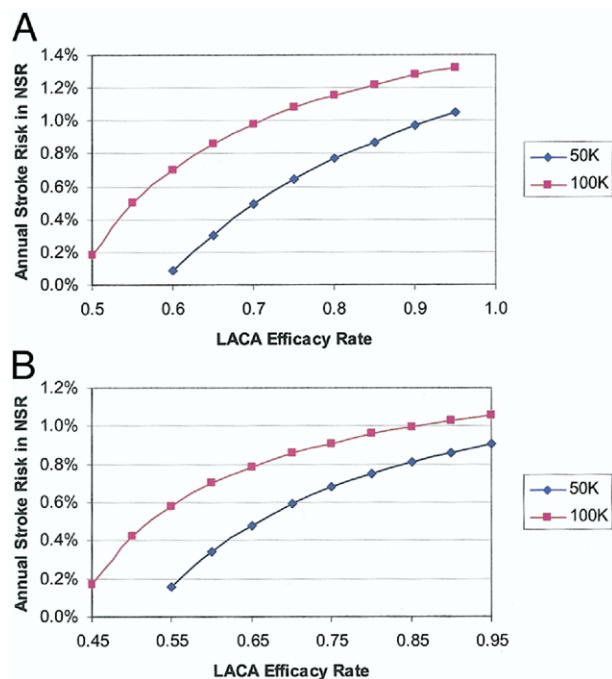 A
Annual Stroke Risk in NSR
1.4%
1.2%
1.0%
0.8%
0.6%
0.4%
0.2%
0.0%
0.5 0.6 0.7 0.8 0.9 1.0
LACA Efficacy Rate
50K
100K
B
Annual Stroke Risk in NSR
1.2%
1.0%
0.8%
0.6%
0.4%
0.2%
0.0%
0.45 0.55 0.65 0.75 0.85 0.95
LACA Efficacy Rate
50K
100K